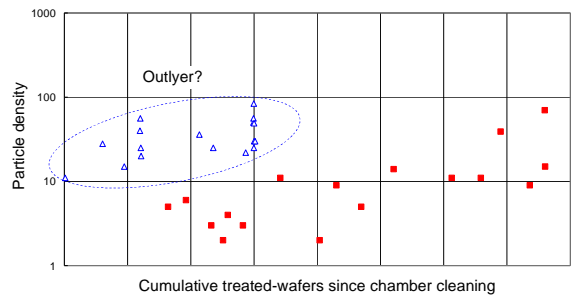 1000
Outlyer?
100
10
1
Particle density
Cumulative treated-wafers since chamber cleaning